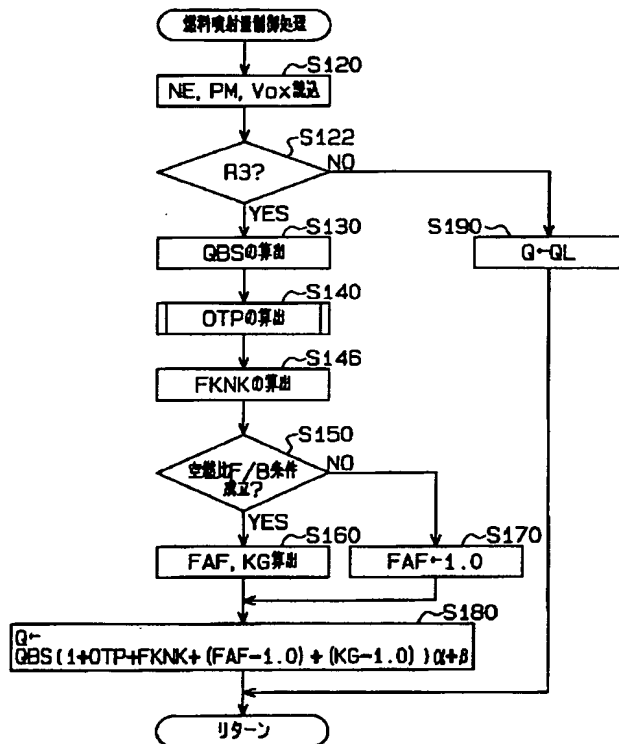 燃料噴射量制御処理
S120
NE, PM, Vox読込
S122
R3?
NO
YES
S130
QBSの算出
S190
Q←QL
S140
OTPの算出
S146
FKNKの算出
S150
空燃比F/B条件
成立?
NO
YES
S160
FAF, KG算出
S170
FAF←1.0
S180
Q←
QBS{1+OTP+FKNK+(FAF-1.0)+(KG-1.0)}α+β
リターン